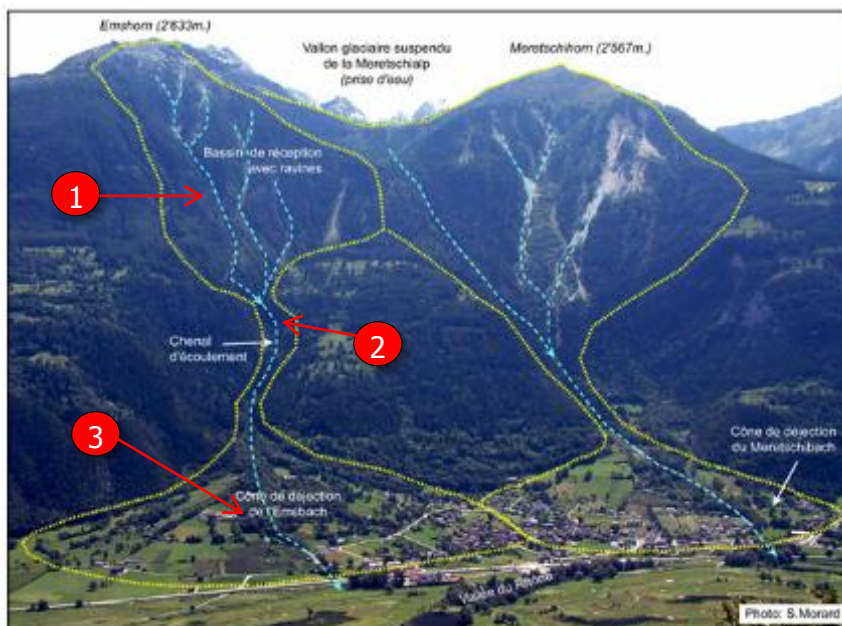 Emshorn (2'633m.)
Vallon glaciaire suspendu
de la Meretschialp
(prise d'eau)
Meretschihorn (2'567m.)
Bassin de réception
avec ravines
1
2
Chenal
d'écoulement
3
Cône de déjection
du Meretschibach
Cône de déjection
de l'Emsbach
Vallée du Rhône
Photo: S.Morard